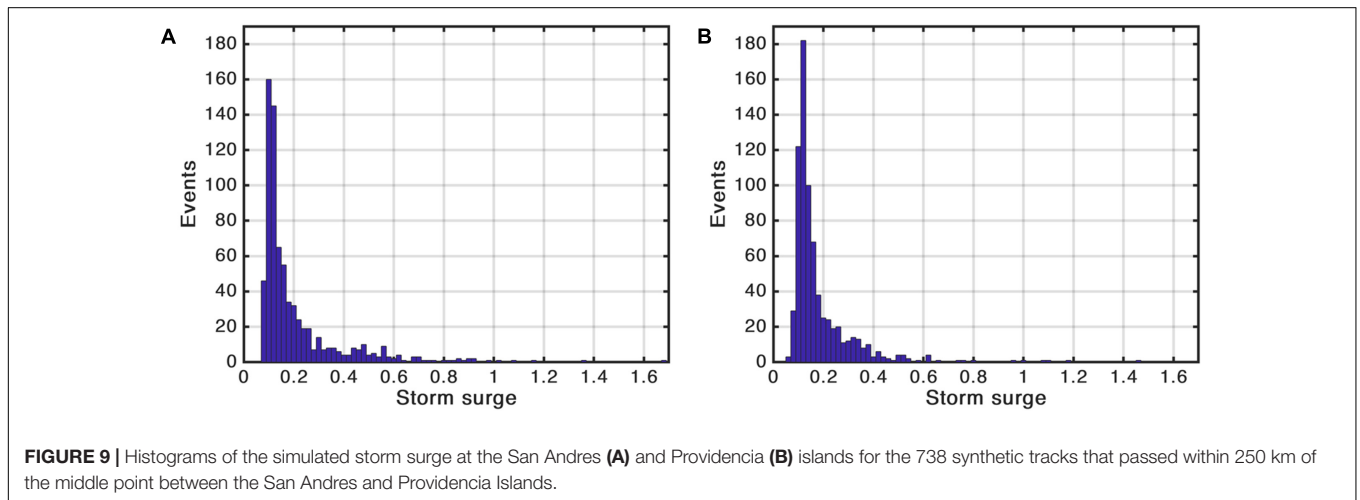 A
180
160
140
120
100
80
60
40
20
0
Events
0 0.2 0.4 0.6 0.8 1 1.2 1.4 1.6
Storm surge
B
180
160
140
120
100
80
60
40
20
0
Events
0 0.2 0.4 0.6 0.8 1 1.2 1.4 1.6
Storm surge
FIGURE 9 | Histograms of the simulated storm surge at the San Andres (A) and Providencia (B) islands for the 738 synthetic tracks that passed within 250 km of
the middle point between the San Andres and Providencia Islands.